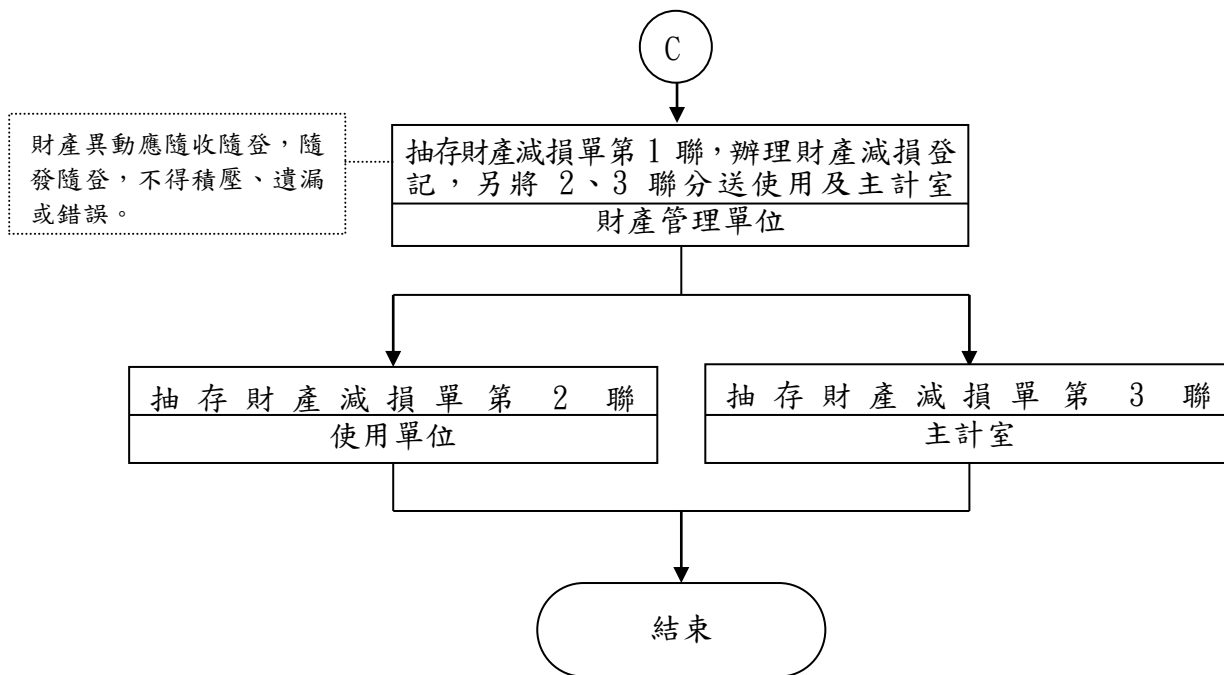 C
財產異動應隨收隨登，隨
發隨登，不得積壓、遺漏
或錯誤。
抽存財產減損單第1聯，辦理財產減損登
記，另將 2、3 聯分送使用及主計室
財產管理單位
抽存財產減損單第 2 聯
使用單位
抽存財產減損單第 3 聯
主計室
結束